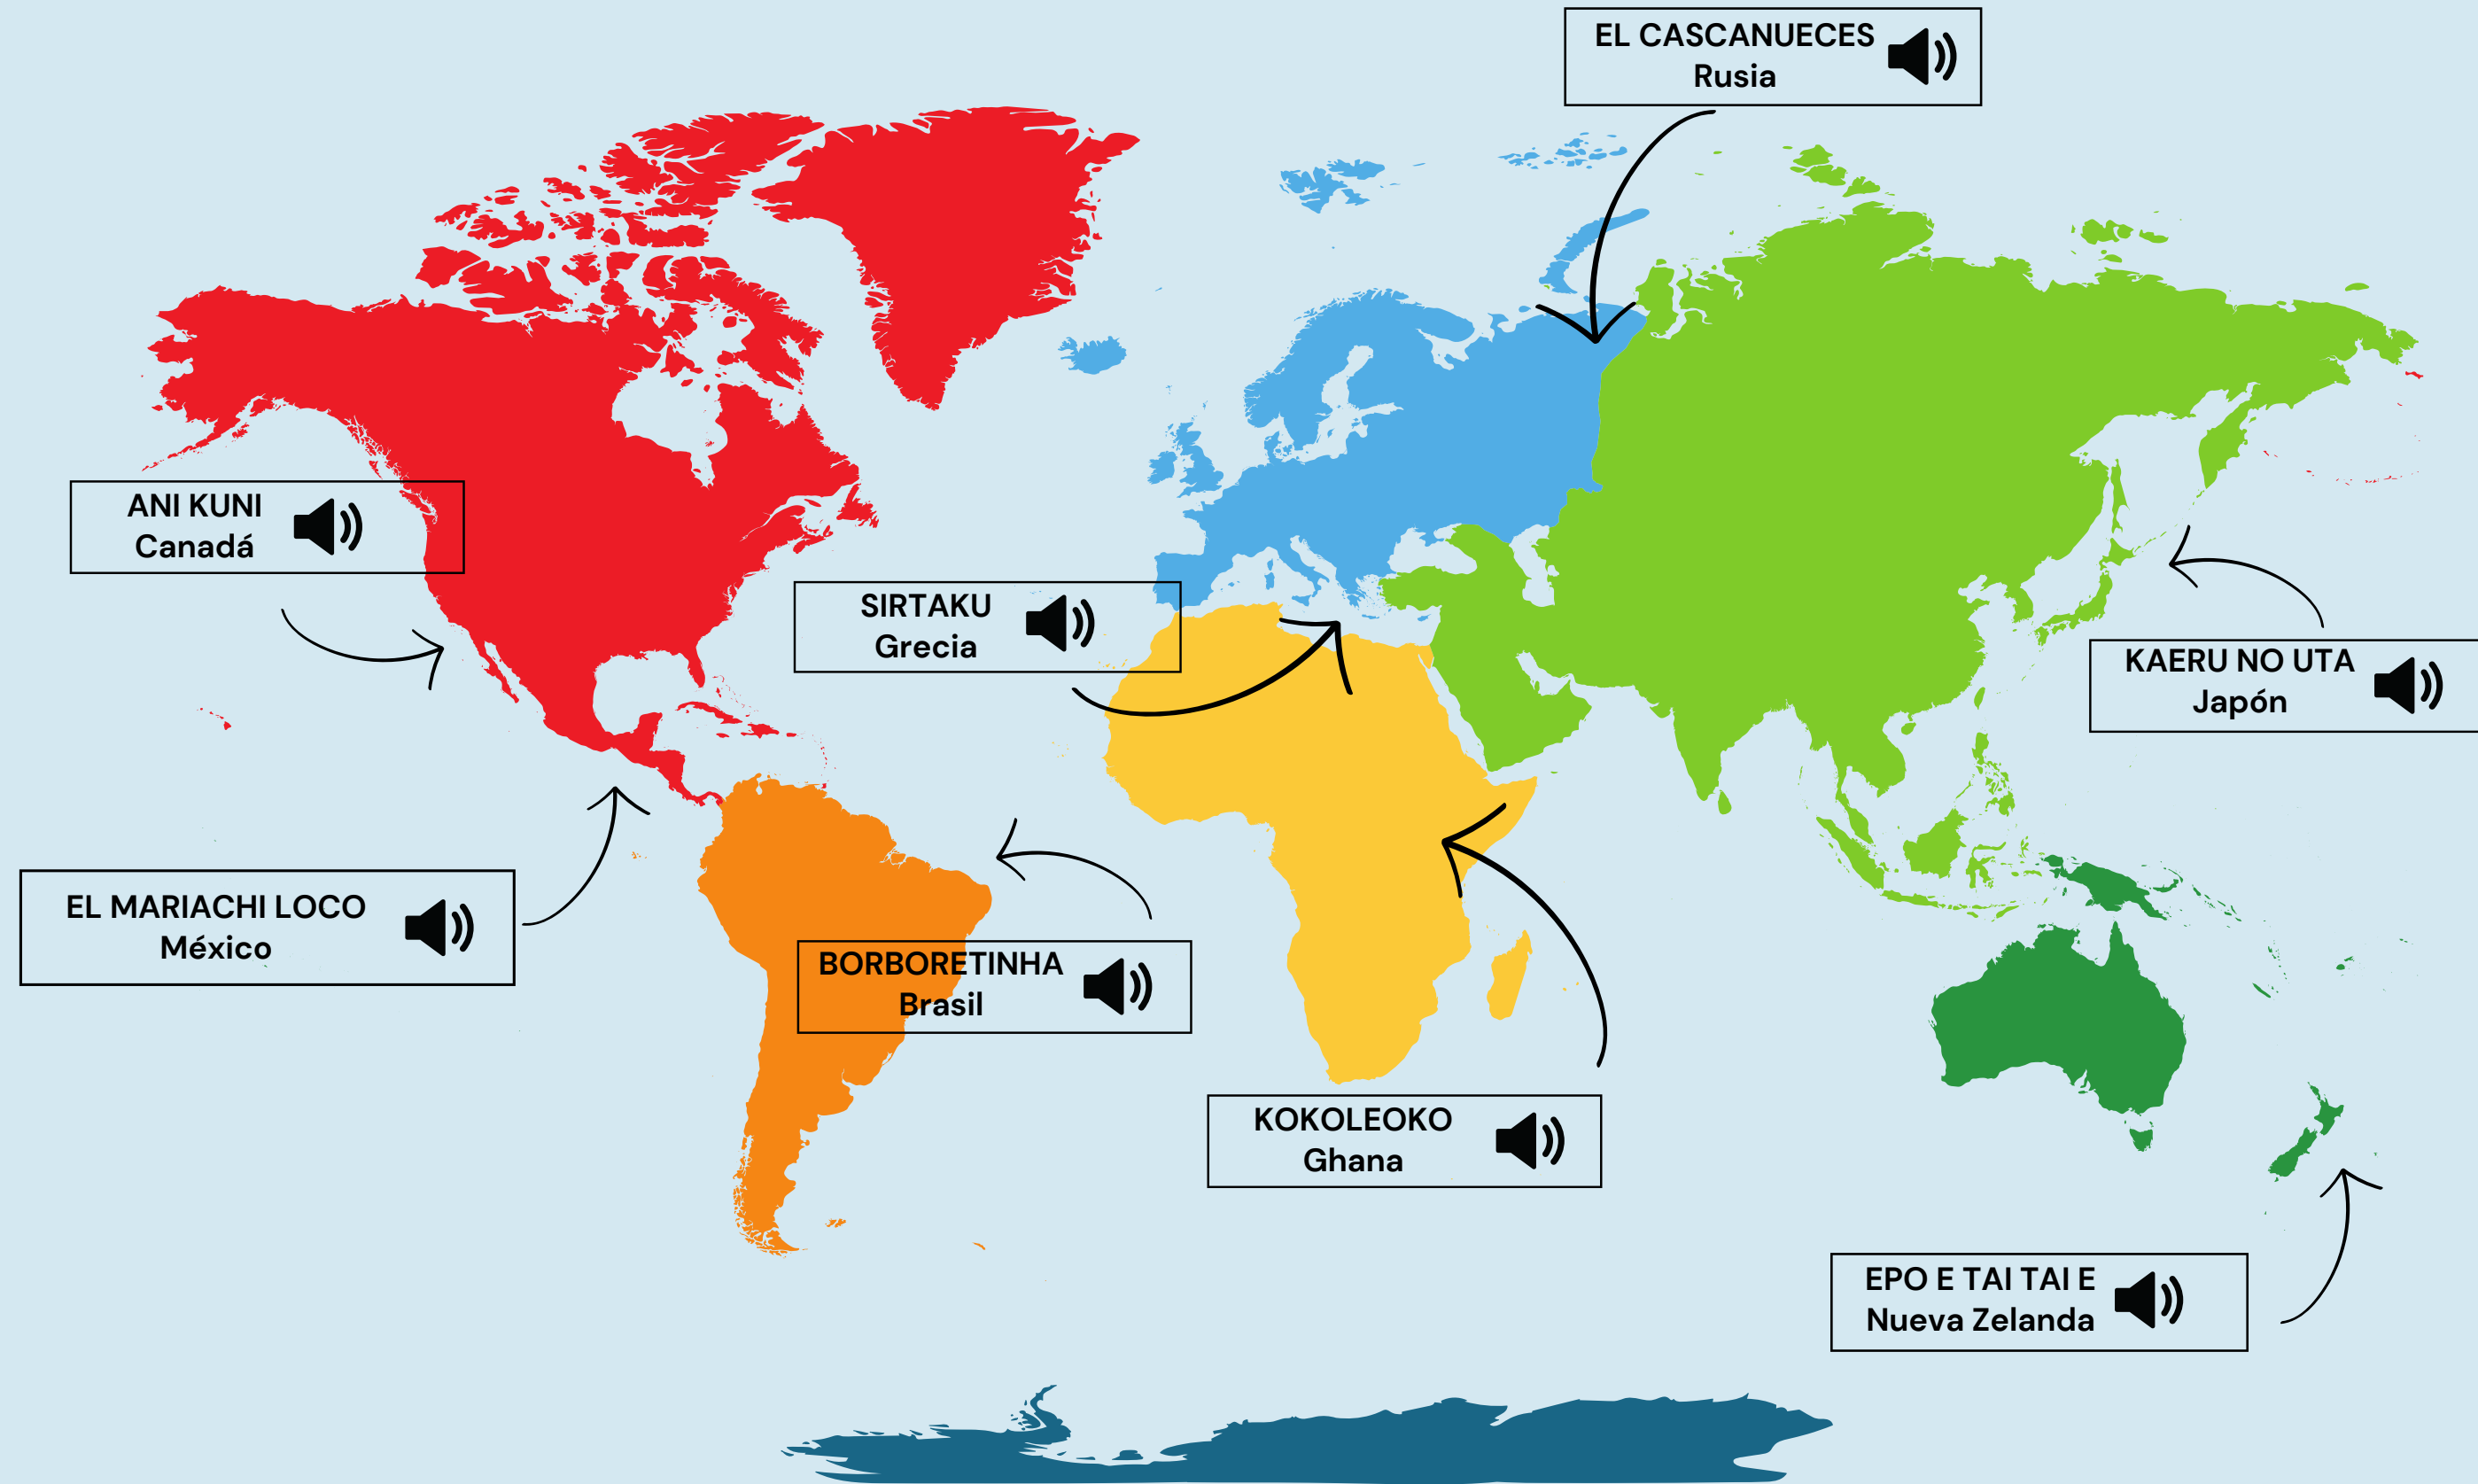 EL CASCANUECES
Rusia
ANI KUNI
Canadá
SIRTAKU
Grecia
KAERU NO UTA
Japón
EL MARIACHI LOCO
México
BORBORETINHA
Brasil
KOKOLEOKO
Ghana
EPO E TAI TAI E
Nueva Zelanda